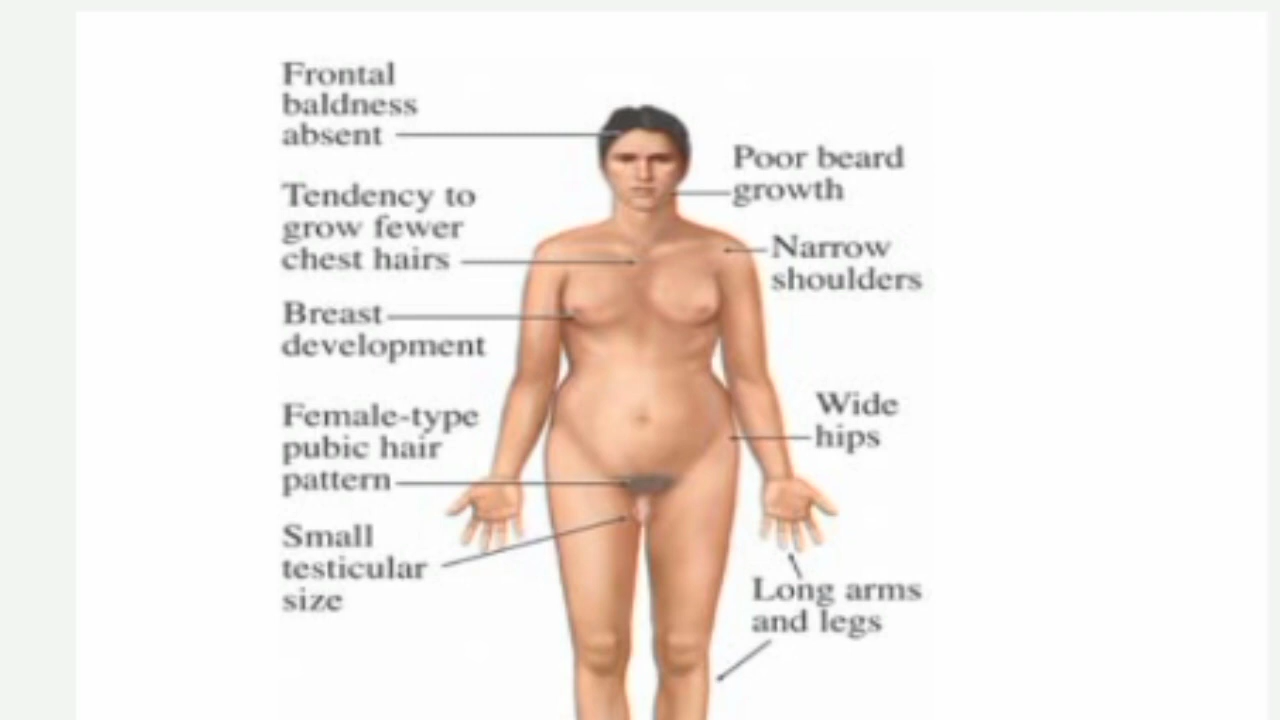 Frontal
baldness
absent
Tendency to
grow fewer
chest hairs
Breast
development
Female-type
pubic hair
pattern
Small
testicular
size
Poor beard
growth
Narrow
shoulders
Wide
hips
Long arms
and legs